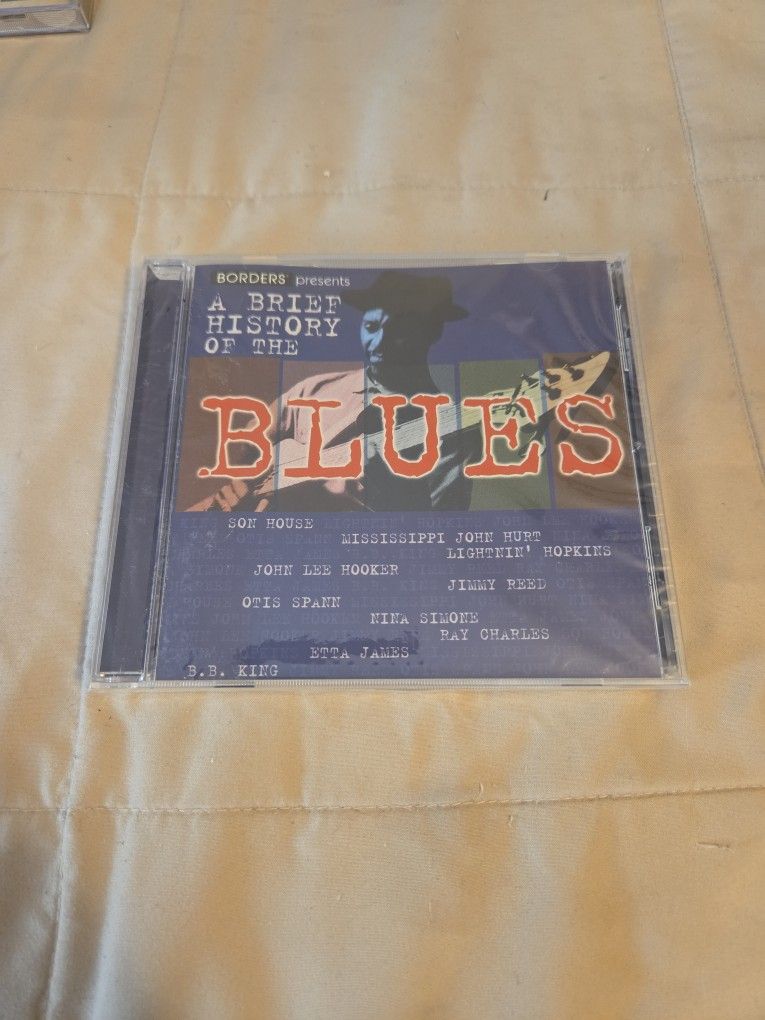 BORDERS presents
A BRIEF
HISTORY
OF THE
BLUES
SON HOUSE
MISSISSIPPI JOHN HURT
LIGHTNIN' HOPKINS
JOHN LEE HOOKER
JIMMY REED
OTIS SPANN
NINA SIMONE
RAY CHARLES
ETTA JAMES
B.B. KING